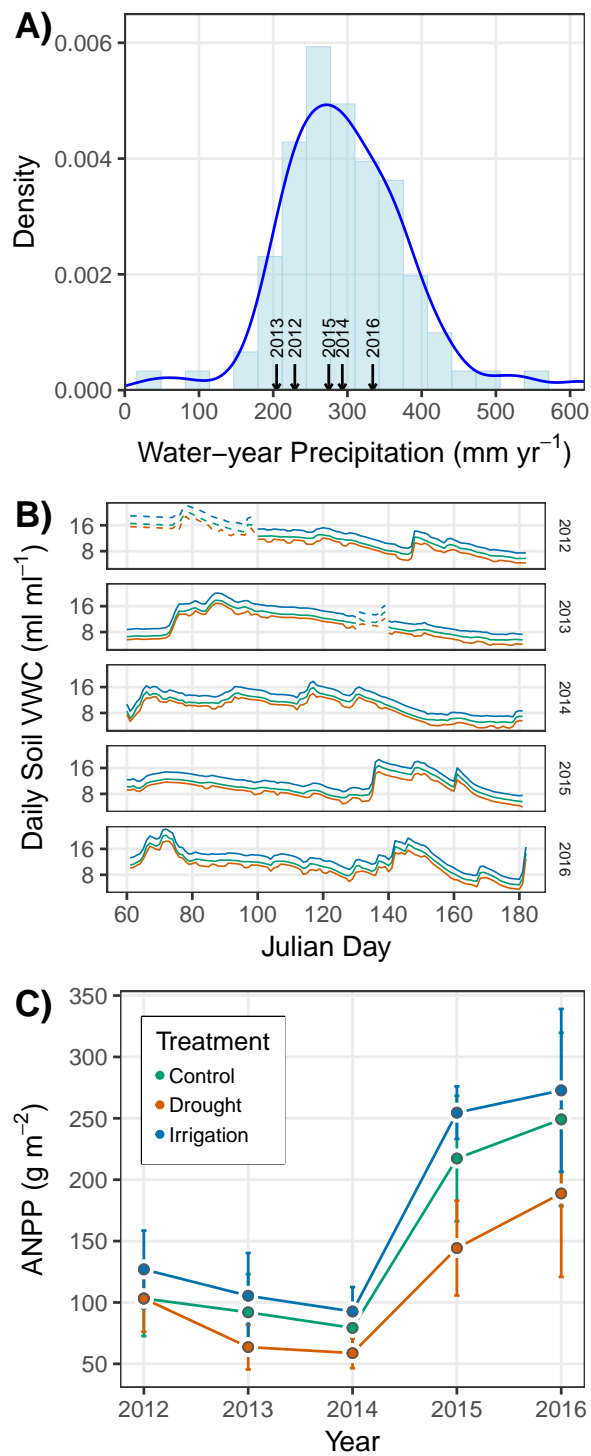 A)
0.006
0.004
0.002
0.000
Density
2013
2012
2015
2014
2016
0 100 200 300 400 500 600
Water−year Precipitation (mm yr⁻¹)
B)
Daily Soil VWC (ml ml⁻¹)
16
8
2012
16
8
2013
16
8
2014
16
8
2015
16
8
2016
60 80 100 120 140 160 180
Julian Day
C)
350
300
250
200
150
100
50
ANPP (g m⁻²)
Treatment
Control
Drought
Irrigation
2012 2013 2014 2015 2016
Year